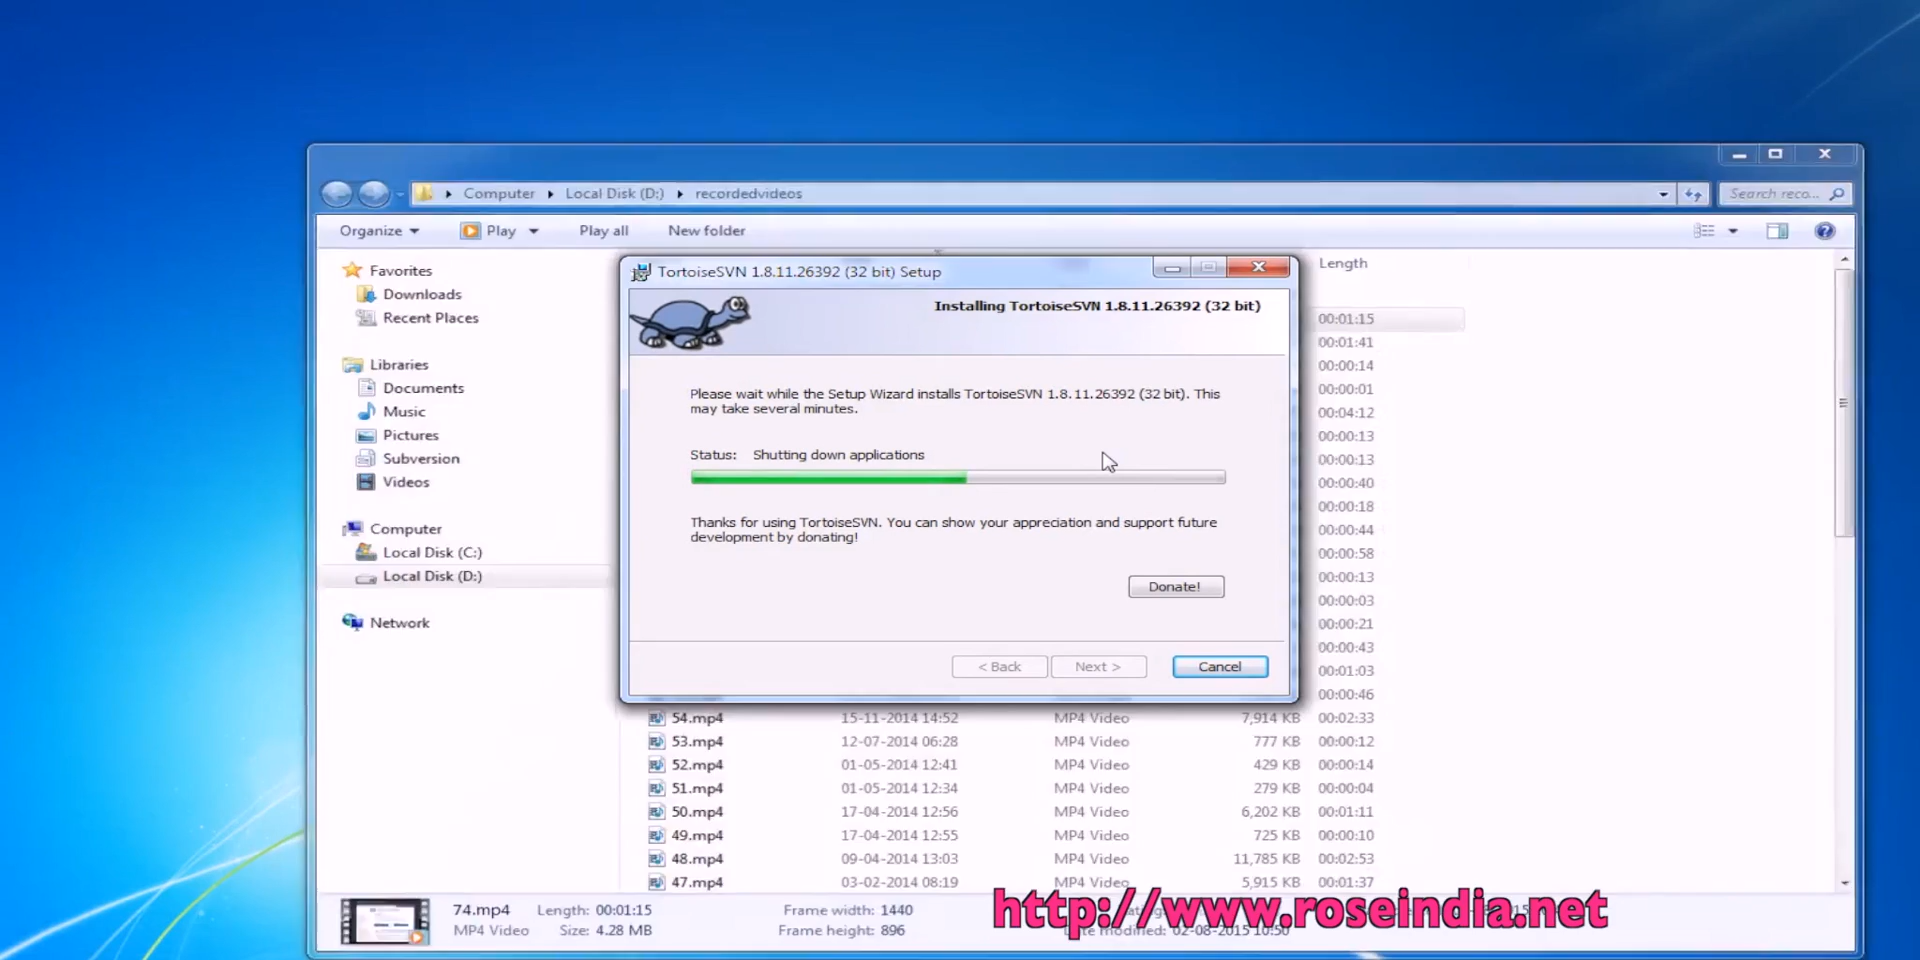 Computer
Local Disk (D:)
recordedvideos
Search reco...
Organize
Play
Play all
New folder
Favorites
Downloads
Recent Places
Libraries
Documents
Music
Pictures
Subversion
Videos
Computer
Local Disk (C:)
Local Disk (D:)
Network
TortoiseSVN 1.8.11.26392 (32 bit) Setup
Installing TortoiseSVN 1.8.11.26392 (32 bit)
Please wait while the Setup Wizard installs TortoiseSVN 1.8.11.26392 (32 bit). This
may take several minutes.
Status: Shutting down applications
Thanks for using TortoiseSVN. You can show your appreciation and support future
development by donating!
Donate!
< Back
Next >
Cancel
Length
00:01:15
00:01:41
00:00:14
00:00:01
00:04:12
00:00:13
00:00:13
00:00:40
00:00:18
00:00:44
00:00:58
00:00:13
00:00:03
00:00:21
00:00:43
00:01:03
00:00:46
54.mp4 15-11-2014 14:52 MP4 Video 7,914 KB 00:02:33
53.mp4 12-07-2014 06:28 MP4 Video 777 KB 00:00:12
52.mp4 01-05-2014 12:41 MP4 Video 429 KB 00:00:14
51.mp4 01-05-2014 12:34 MP4 Video 279 KB 00:00:04
50.mp4 17-04-2014 12:56 MP4 Video 6,202 KB 00:01:11
49.mp4 17-04-2014 12:55 MP4 Video 725 KB 00:00:10
48.mp4 09-04-2014 13:03 MP4 Video 11,785 KB 00:02:53
47.mp4 03-02-2014 08:19 MP4 Video 5,915 KB 00:01:37
74.mp4 Length: 00:01:15 Frame width: 1440
MP4 Video Size: 4.28 MB Frame height: 896 Date modified: 02-08-2015 10:50
http://www.roseindia.net